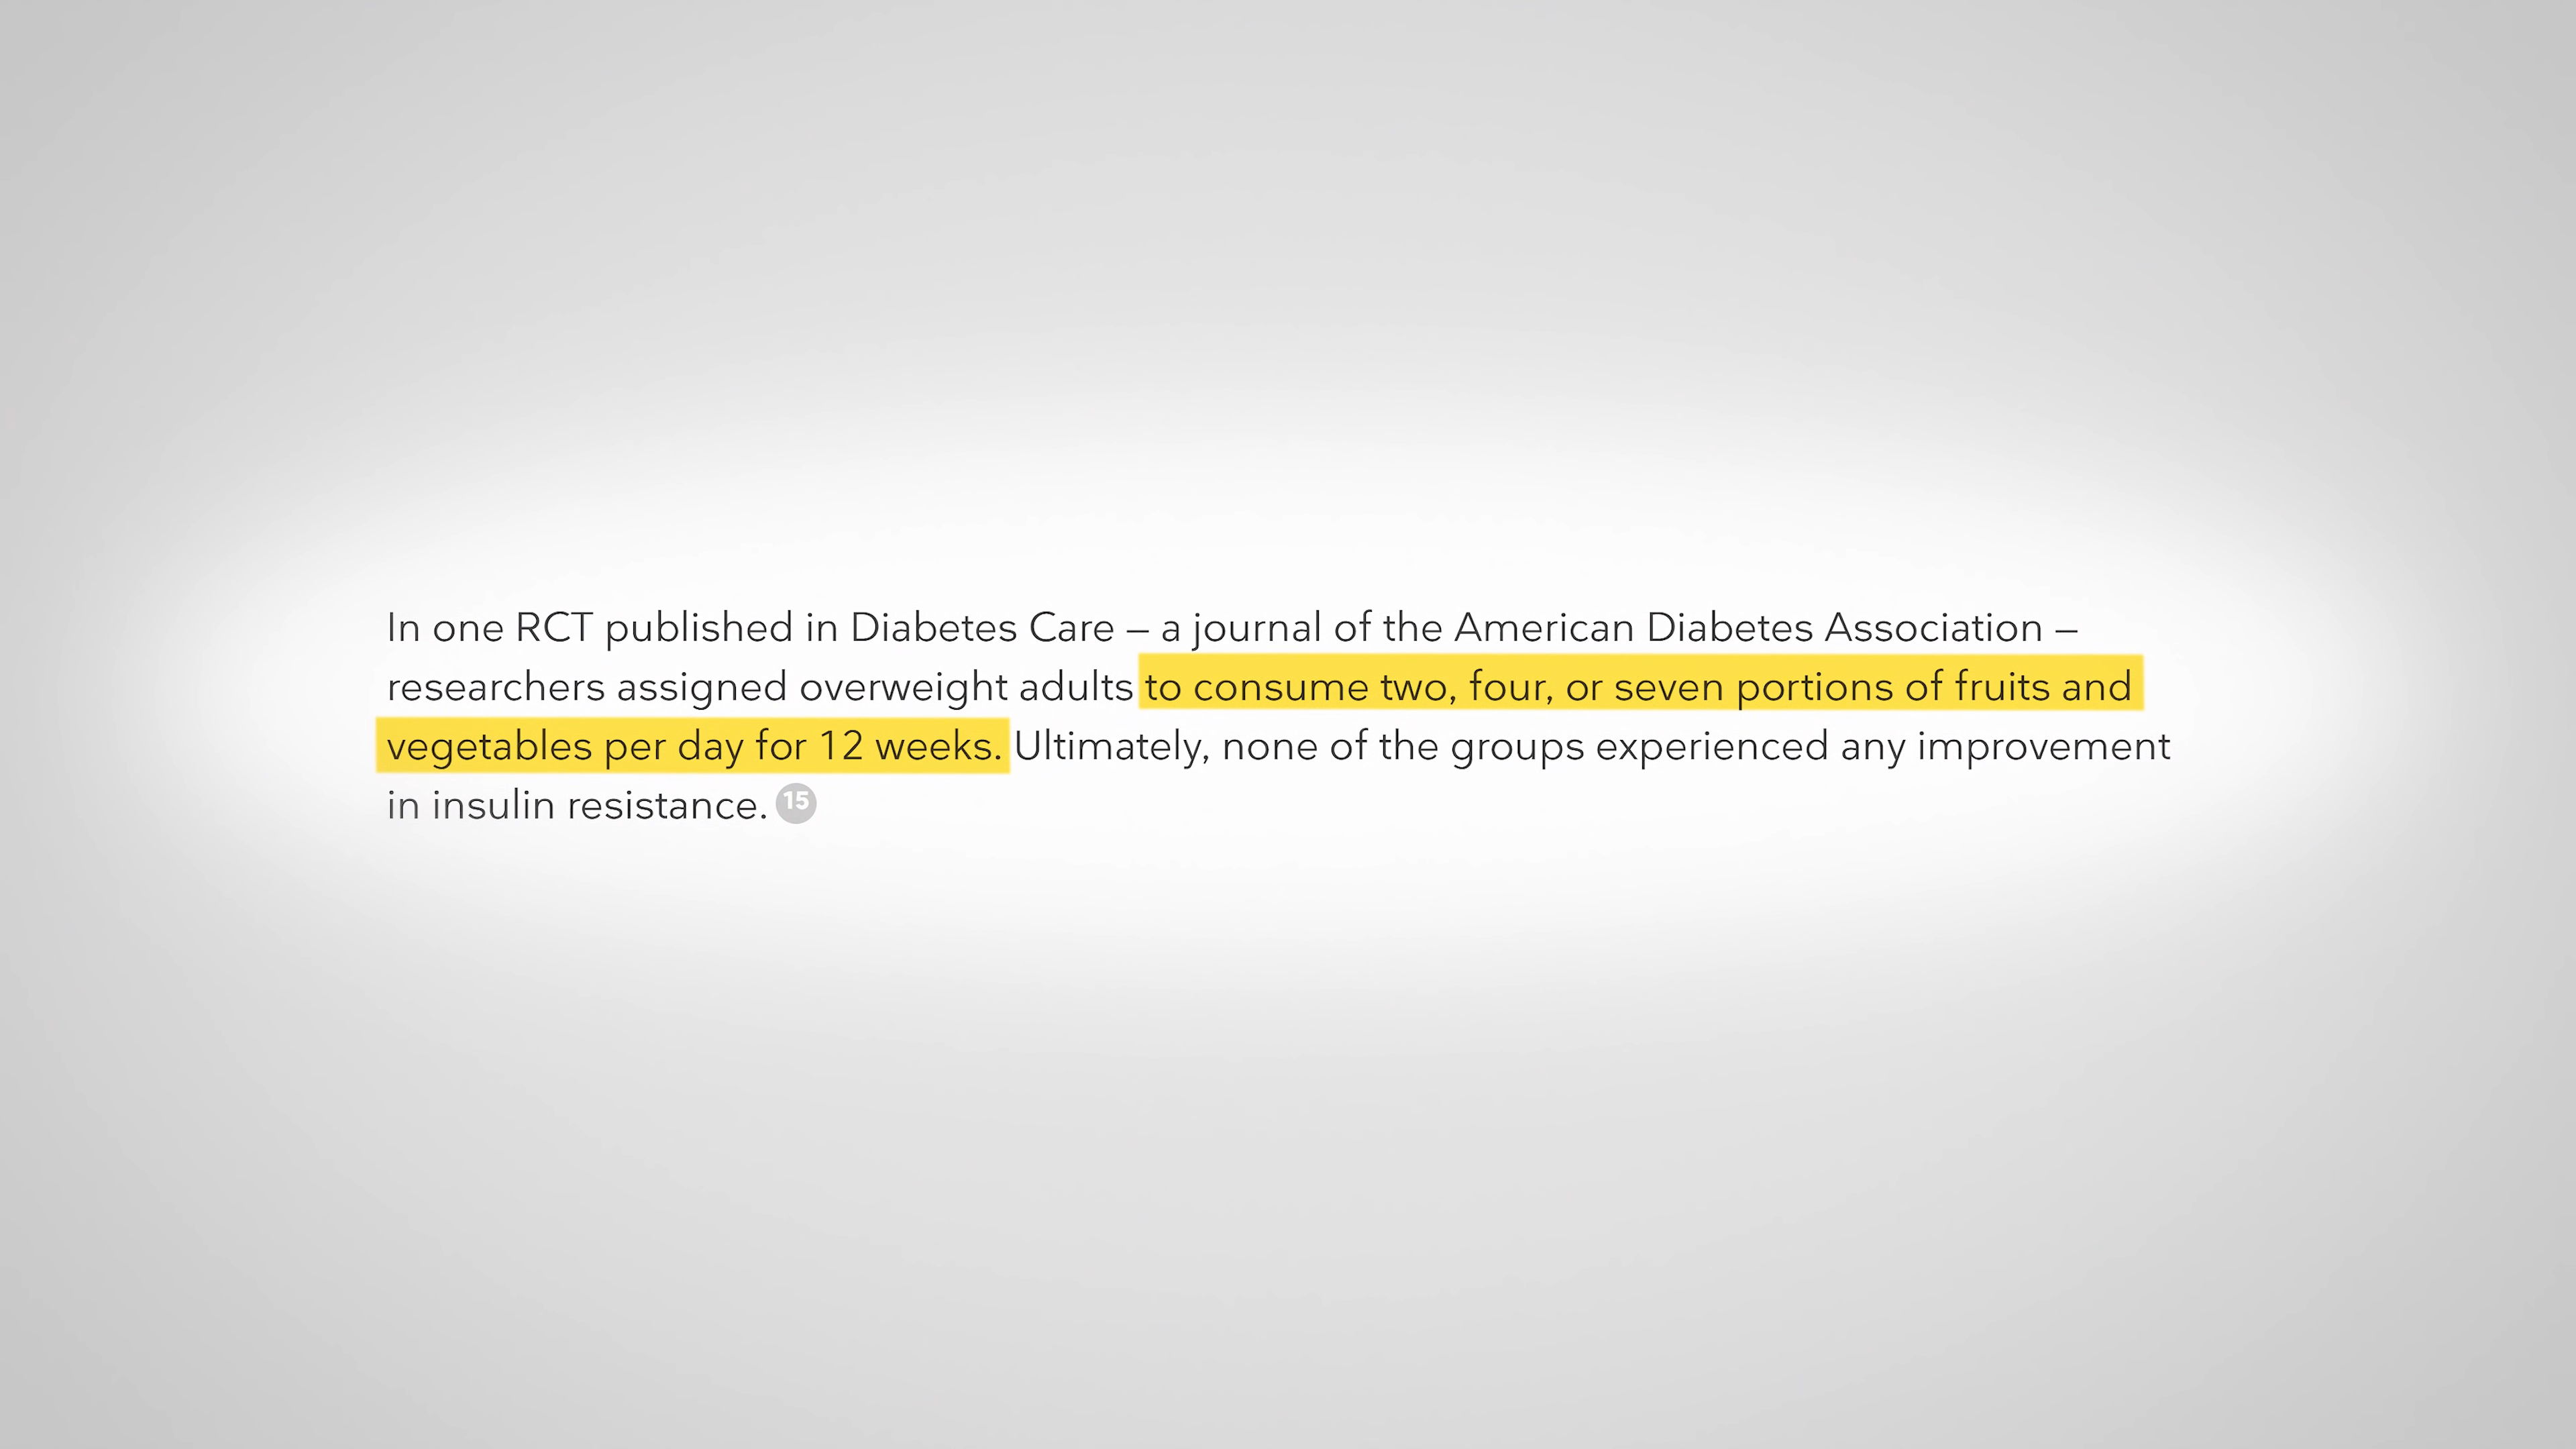 In one RCT published in Diabetes Care – a journal of the American Diabetes Association –
researchers assigned overweight adults to consume two, four, or seven portions of fruits and
vegetables per day for 12 weeks. Ultimately, none of the groups experienced any improvement
in insulin resistance. 15